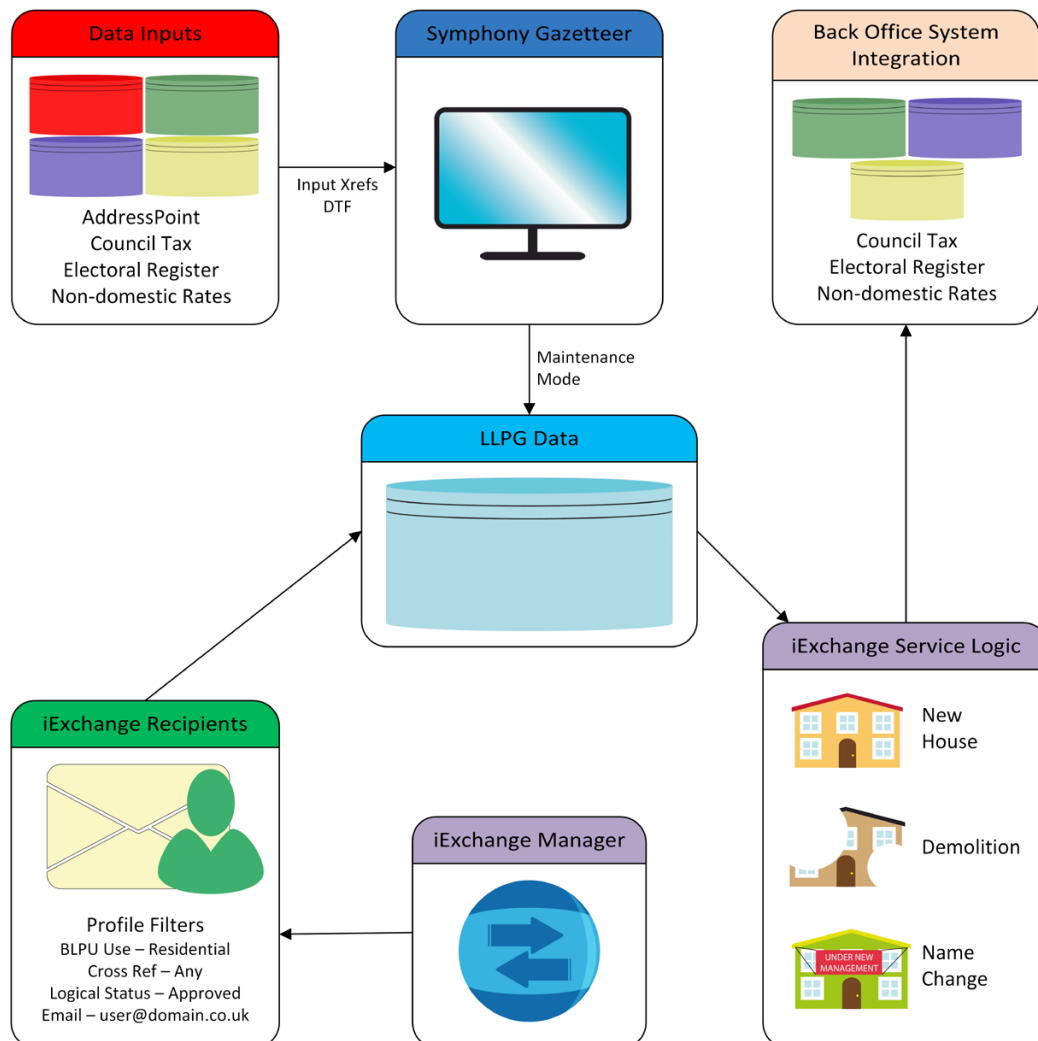 Data Inputs
AddressPoint
Council Tax
Electoral Register
Non-domestic Rates
Input Xrefs
DTF
Symphony Gazetteer
Back Office System
Integration
Council Tax
Electoral Register
Non-domestic Rates
Maintenance
Mode
LLPG Data
iExchange Recipients
Profile Filters
BLPU Use – Residential
Cross Ref – Any
Logical Status – Approved
Email – user@domain.co.uk
iExchange Manager
iExchange Service Logic
New
House
Demolition
UNDER NEW
MANAGEMENT
Name
Change